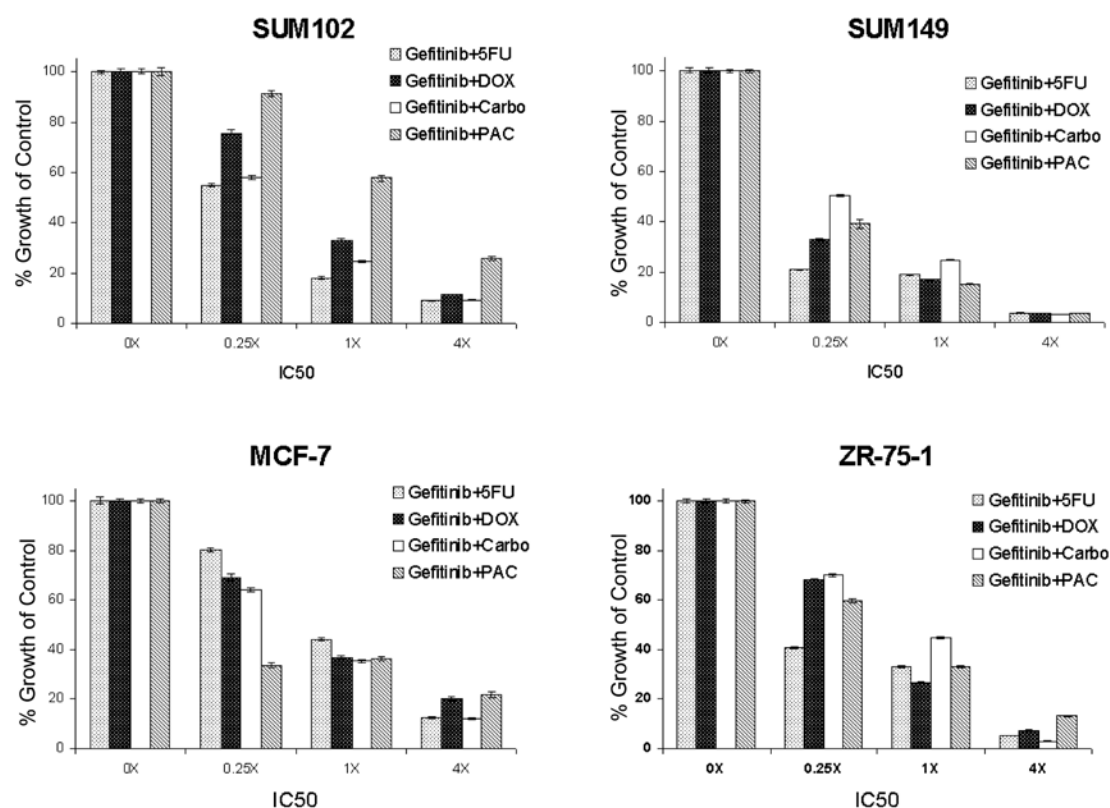 SUM102
% Growth of Control
100
80
60
40
20
0
0X 0.25X 1X 4X
IC50
Gefitinib+5FU
Gefitinib+DOX
Gefitinib+Carbo
Gefitinib+PAC
SUM149
% Growth of Control
100
80
60
40
20
0
0X 0.25X 1X 4X
IC50
Gefitinib+5FU
Gefitinib+DOX
Gefitinib+Carbo
Gefitinib+PAC
MCF-7
% Growth of Control
100
80
60
40
20
0
0X 0.25X 1X 4X
IC50
Gefitinib+5FU
Gefitinib+DOX
Gefitinib+Carbo
Gefitinib+PAC
ZR-75-1
% Growth of Control
100
80
60
40
20
0
0X 0.25X 1X 4X
IC50
Gefitinib+5FU
Gefitinib+DOX
Gefitinib+Carbo
Gefitinib+PAC